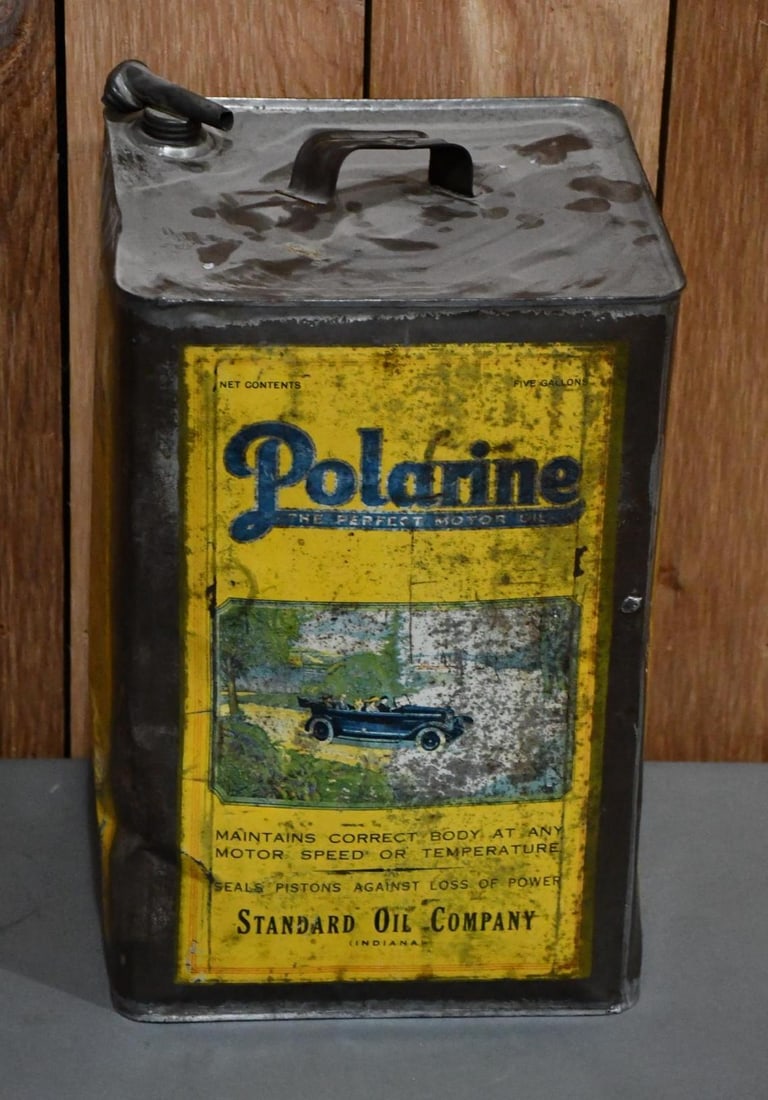 NET CONTENTS FIVE GALLONS
Polarine
THE PERFECT MOTOR OIL
MAINTAINS CORRECT BODY AT ANY
MOTOR SPEED OR TEMPERATURE
SEALS PISTONS AGAINST LOSS OF POWER
STANDARD OIL COMPANY
(INDIANA)